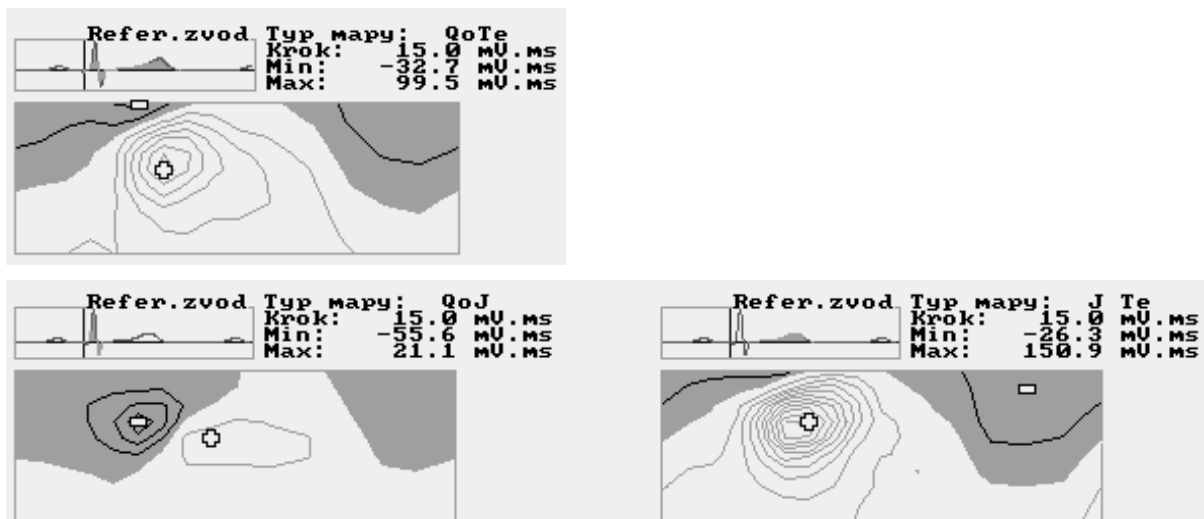 Refer.zvod Typ mapy: QoTe
Krok: 15.0 mV.ms
Min: -32.7 mV.ms
Max: 99.5 mV.ms
Refer.zvod Typ mapy: QoJ
Krok: 15.0 mV.ms
Min: -55.6 mV.ms
Max: 21.1 mV.ms
Refer.zvod Typ mapy: J Te
Krok: 15.0 mV.ms
Min: -26.3 mV.ms
Max: 150.9 mV.ms